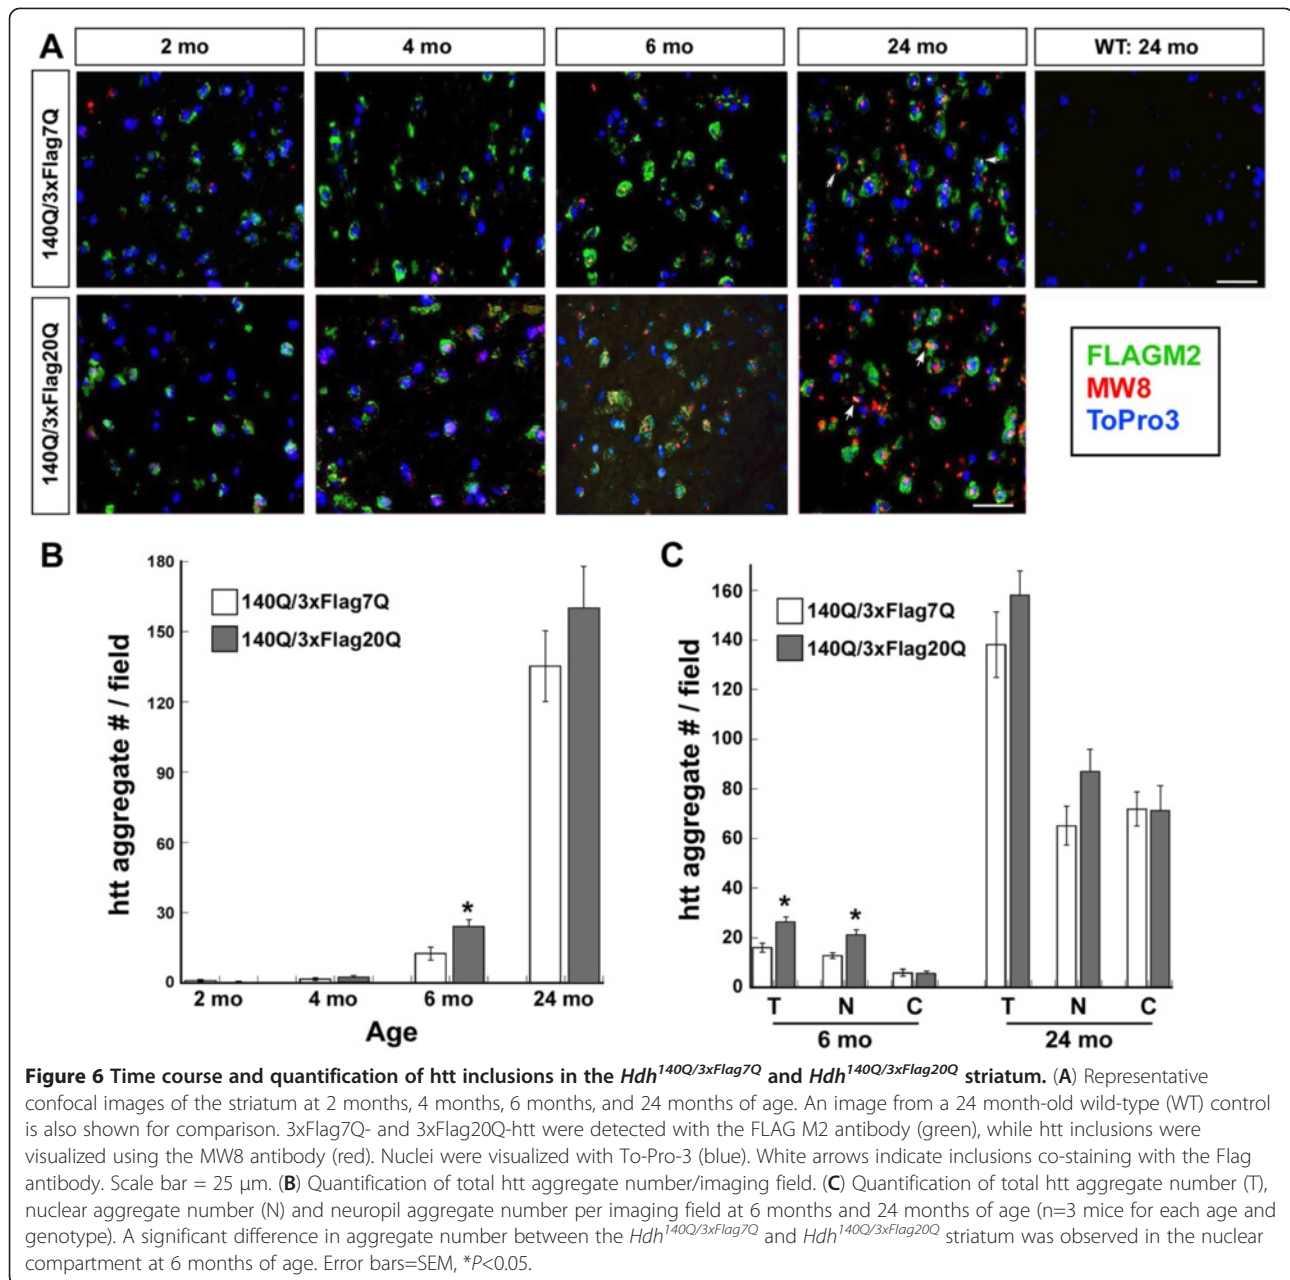 A
2 mo
4 mo
6 mo
24 mo
WT: 24 mo
140Q/3xFlag7Q
140Q/3xFlag20Q
FLAGM2
MW8
ToPro3
B
180
150
120
90
60
30
0
htt aggregate # / field
140Q/3xFlag7Q
140Q/3xFlag20Q
*
2 mo 4 mo 6 mo 24 mo
Age
C
160
140
120
100
80
60
40
20
0
htt aggregate # / field
140Q/3xFlag7Q
140Q/3xFlag20Q
* *
T N C T N C
6 mo 24 mo
Figure 6 Time course and quantification of htt inclusions in the Hdh140Q/3xFlag7Q and Hdh140Q/3xFlag20Q striatum. (A) Representative
confocal images of the striatum at 2 months, 4 months, 6 months, and 24 months of age. An image from a 24 month-old wild-type (WT) control
is also shown for comparison. 3xFlag7Q- and 3xFlag20Q-htt were detected with the FLAG M2 antibody (green), while htt inclusions were
visualized using the MW8 antibody (red). Nuclei were visualized with To-Pro-3 (blue). White arrows indicate inclusions co-staining with the Flag
antibody. Scale bar = 25 μm. (B) Quantification of total htt aggregate number/imaging field. (C) Quantification of total htt aggregate number (T),
nuclear aggregate number (N) and neuropil aggregate number per imaging field at 6 months and 24 months of age (n=3 mice for each age and
genotype). A significant difference in aggregate number between the Hdh140Q/3xFlag7Q and Hdh140Q/3xFlag20Q striatum was observed in the nuclear
compartment at 6 months of age. Error bars=SEM, *P<0.05.